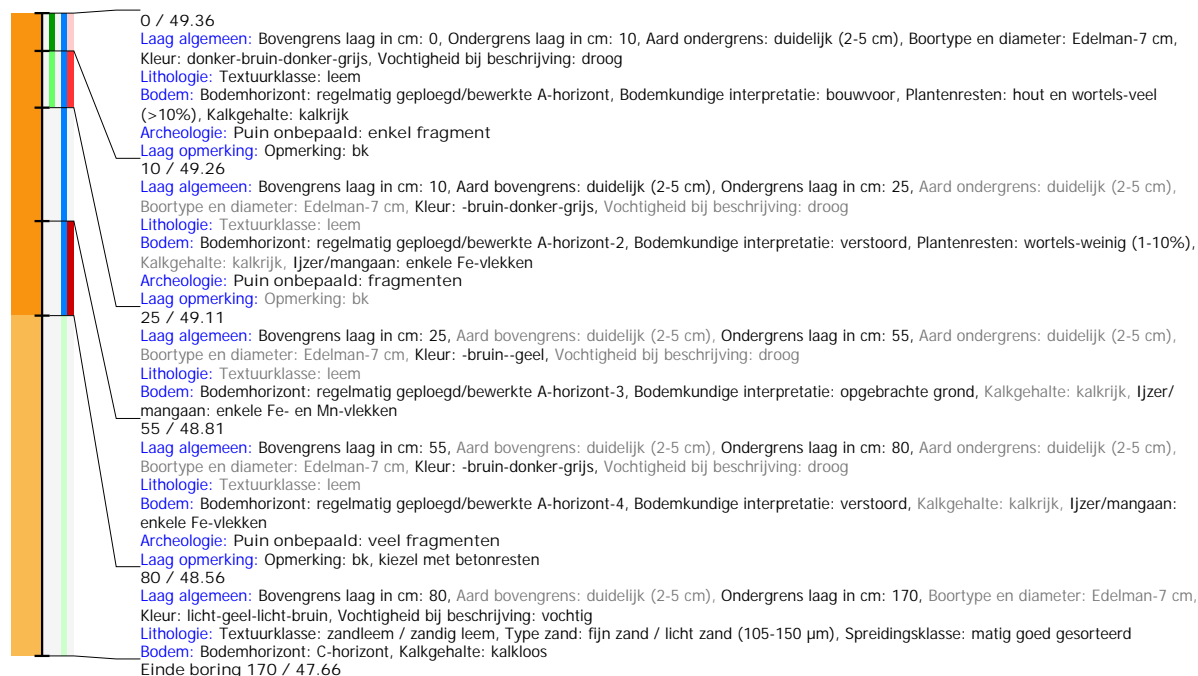 0 / 49.36
Laag algemeen: Bovengrens laag in cm: 0, Ondergrens laag in cm: 10, Aard ondergrens: duidelijk (2-5 cm), Boortype en diameter: Edelman-7 cm,
Kleur: donker-bruin-donker-grijs, Vochtigheid bij beschrijving: droog
Lithologie: Textuurklasse: leem
Bodem: Bodemhorizont: regelmatig geploegd/bewerkte A-horizont, Bodemkundige interpretatie: bouwvoor, Plantenresten: hout en wortels-veel
(>10%), Kalkgehalte: kalkrijk
Archeologie: Puin onbepaald: enkel fragment
Laag opmerking: Opmerking: bk
10 / 49.26
Laag algemeen: Bovengrens laag in cm: 10, Aard bovengrens: duidelijk (2-5 cm), Ondergrens laag in cm: 25, Aard ondergrens: duidelijk (2-5 cm),
Boortype en diameter: Edelman-7 cm, Kleur: -bruin-donker-grijs, Vochtigheid bij beschrijving: droog
Lithologie: Textuurklasse: leem
Bodem: Bodemhorizont: regelmatig geploegd/bewerkte A-horizont-2, Bodemkundige interpretatie: verstoord, Plantenresten: wortels-weinig (1-10%),
Kalkgehalte: kalkrijk, Ijzer/mangaan: enkele Fe-vlekken
Archeologie: Puin onbepaald: fragmenten
Laag opmerking: Opmerking: bk
25 / 49.11
Laag algemeen: Bovengrens laag in cm: 25, Aard bovengrens: duidelijk (2-5 cm), Ondergrens laag in cm: 55, Aard ondergrens: duidelijk (2-5 cm),
Boortype en diameter: Edelman-7 cm, Kleur: -bruin--geel, Vochtigheid bij beschrijving: droog
Lithologie: Textuurklasse: leem
Bodem: Bodemhorizont: regelmatig geploegd/bewerkte A-horizont-3, Bodemkundige interpretatie: opgebrachte grond, Kalkgehalte: kalkrijk, Ijzer/
mangaan: enkele Fe- en Mn-vlekken
55 / 48.81
Laag algemeen: Bovengrens laag in cm: 55, Aard bovengrens: duidelijk (2-5 cm), Ondergrens laag in cm: 80, Aard ondergrens: duidelijk (2-5 cm),
Boortype en diameter: Edelman-7 cm, Kleur: -bruin-donker-grijs, Vochtigheid bij beschrijving: droog
Lithologie: Textuurklasse: leem
Bodem: Bodemhorizont: regelmatig geploegd/bewerkte A-horizont-4, Bodemkundige interpretatie: verstoord, Kalkgehalte: kalkrijk, Ijzer/mangaan:
enkele Fe-vlekken
Archeologie: Puin onbepaald: veel fragmenten
Laag opmerking: Opmerking: bk, kiezel met betonresten
80 / 48.56
Laag algemeen: Bovengrens laag in cm: 80, Aard bovengrens: duidelijk (2-5 cm), Ondergrens laag in cm: 170, Boortype en diameter: Edelman-7 cm,
Kleur: licht-geel-licht-bruin, Vochtigheid bij beschrijving: vochtig
Lithologie: Textuurklasse: zandleem / zandig leem, Type zand: fijn zand / licht zand (105-150 µm), Spreidingsklasse: matig goed gesorteerd
Bodem: Bodemhorizont: C-horizont, Kalkgehalte: kalkloos
Einde boring 170 / 47.66